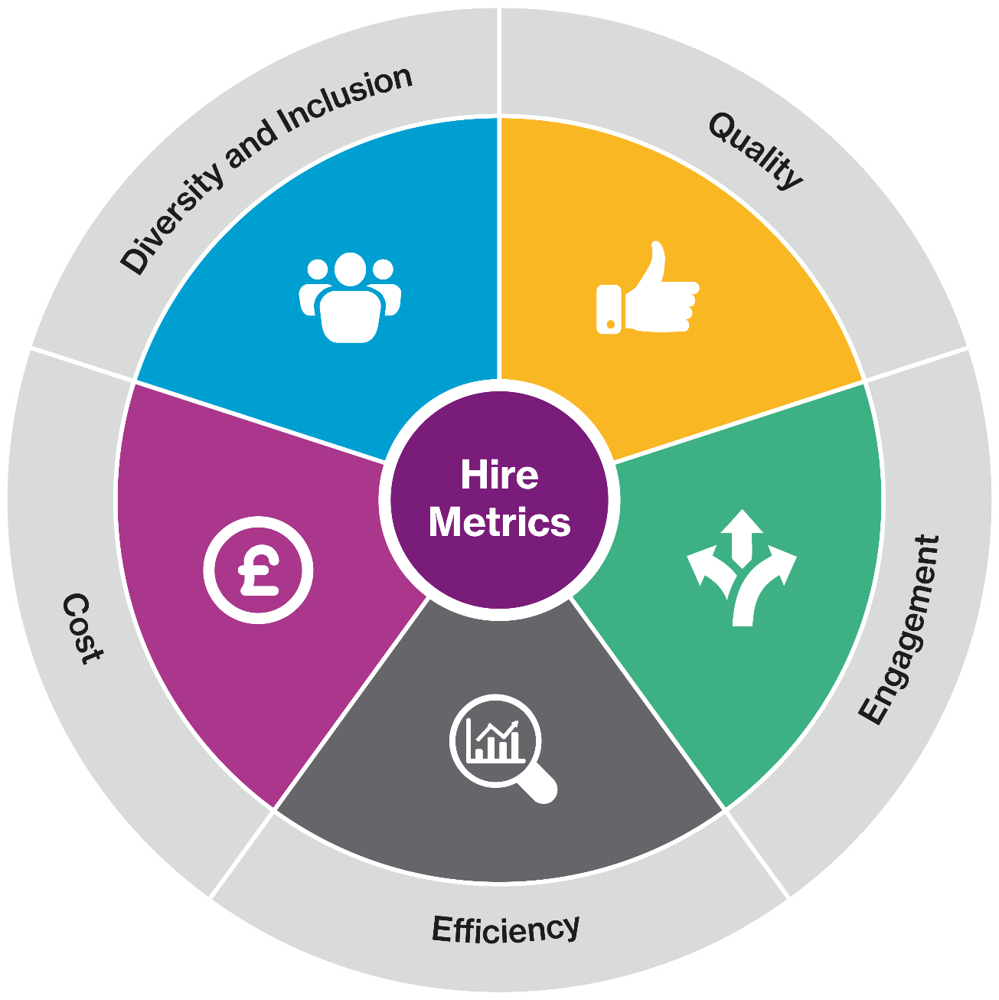 Diversity and Inclusion
Quality
Hire
Metrics
£
Cost
Engagement
Efficiency